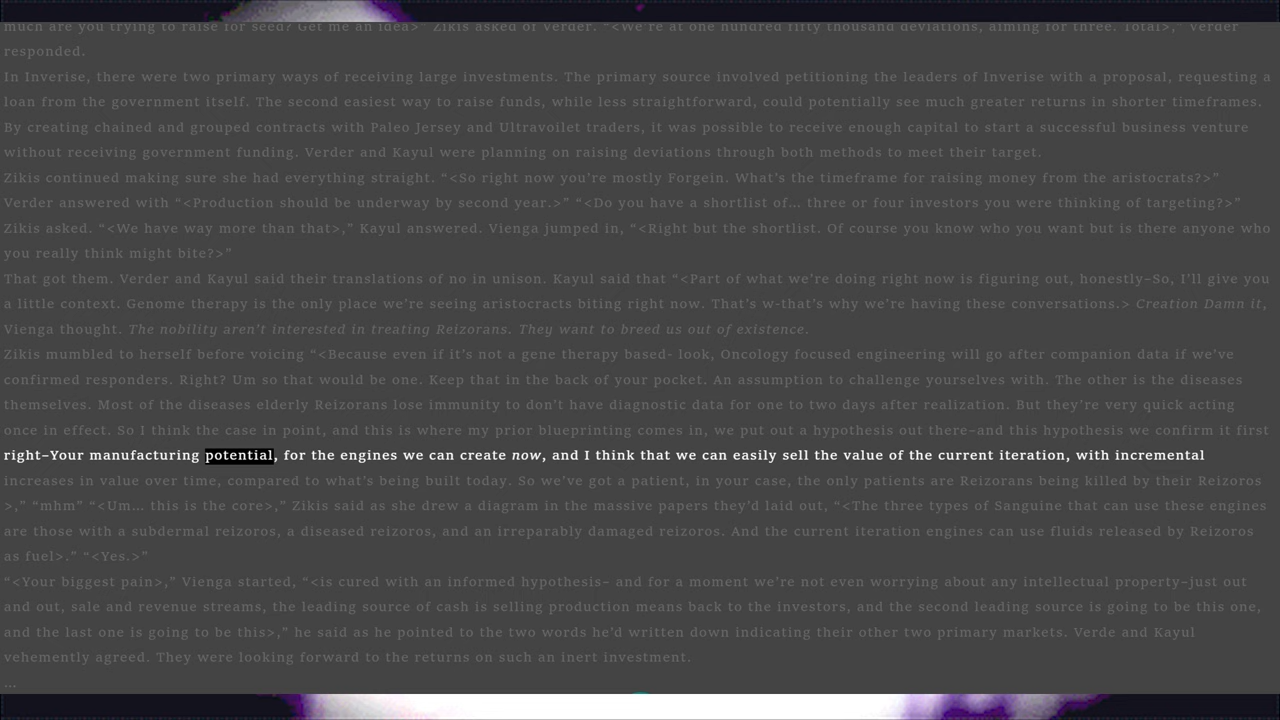 much are you trying to raise for seed? Get me an idea>” Zikis asked of Verder. “<We’re at one hundred fifty thousand deviations, aiming for three. Total>,” Verder
responded.
In Inverise, there were two primary ways of receiving large investments. The primary source involved petitioning the leaders of Inverise with a proposal, requesting a
loan from the government itself. The second easiest way to raise funds, while less straightforward, could potentially see much greater returns in shorter timeframes.
By creating chained and grouped contracts with Paleo Jersey and Ultravoilet traders, it was possible to receive enough capital to start a successful business venture
without receiving government funding. Verder and Kayul were planning on raising deviations through both methods to meet their target.
Zikis continued making sure she had everything straight. “<So right now you’re mostly Forgein. What’s the timeframe for raising money from the aristocrats?>”
Verder answered with “<Production should be underway by second year.>” “<Do you have a shortlist of… three or four investors you were thinking of targeting?>”
Zikis asked. “<We have way more than that>,” Kayul answered. Vienga jumped in, “<Right but the shortlist. Of course you know who you want but is there anyone who
you really think might bite?>”
That got them. Verder and Kayul said their translations of no in unison. Kayul said that “<Part of what we’re doing right now is figuring out, honestly–So, I’ll give you
a little context. Genome therapy is the only place we’re seeing aristocrats biting right now. That’s w-that’s why we’re having these conversations.> Creation Damn it,
Vienga thought. The nobility aren’t interested in treating Reizorans. They want to breed us out of existence.
Zikis mumbled to herself before voicing “<Because even if it’s not a gene therapy based- look, Oncology focused engineering will go after companion data if we’ve
confirmed responders. Right? Um so that would be one. Keep that in the back of your pocket. An assumption to challenge yourselves with. The other is the diseases
themselves. Most of the diseases elderly Reizorans lose immunity to don’t have diagnostic data for one to two days after realization. But they’re very quick acting
once in effect. So I think the case in point, and this is where my prior blueprinting comes in, we put out a hypothesis out there–and this hypothesis we confirm it first
right–Your manufacturing potential, for the engines we can create now, and I think that we can easily sell the value of the current iteration, with incremental
increases in value over time, compared to what’s being built today. So we’ve got a patient, in your case, the only patients are Reizorans being killed by their Reizoros
>,” “mhm” “<Um… this is the core>,” Zikis said as she drew a diagram in the massive papers they’d laid out, “<The three types of Sanguine that can use these engines
are those with a subdermal reizoros, a diseased reizoros, and an irreparably damaged reizoros. And the current iteration engines can use fluids released by Reizoros
as fuel>.” “<Yes.>”
“<Your biggest pain>,” Vienga started, “<is cured with an informed hypothesis– and for a moment we’re not even worrying about any intellectual property–just out
and out, sale and revenue streams, the leading source of cash is selling production means back to the investors, and the second leading source is going to be this one,
and the last one is going to be this>,” he said as he pointed to the two words he’d written down indicating their other two primary markets. Verde and Kayul
vehemently agreed. They were looking forward to the returns on such an inert investment.
…